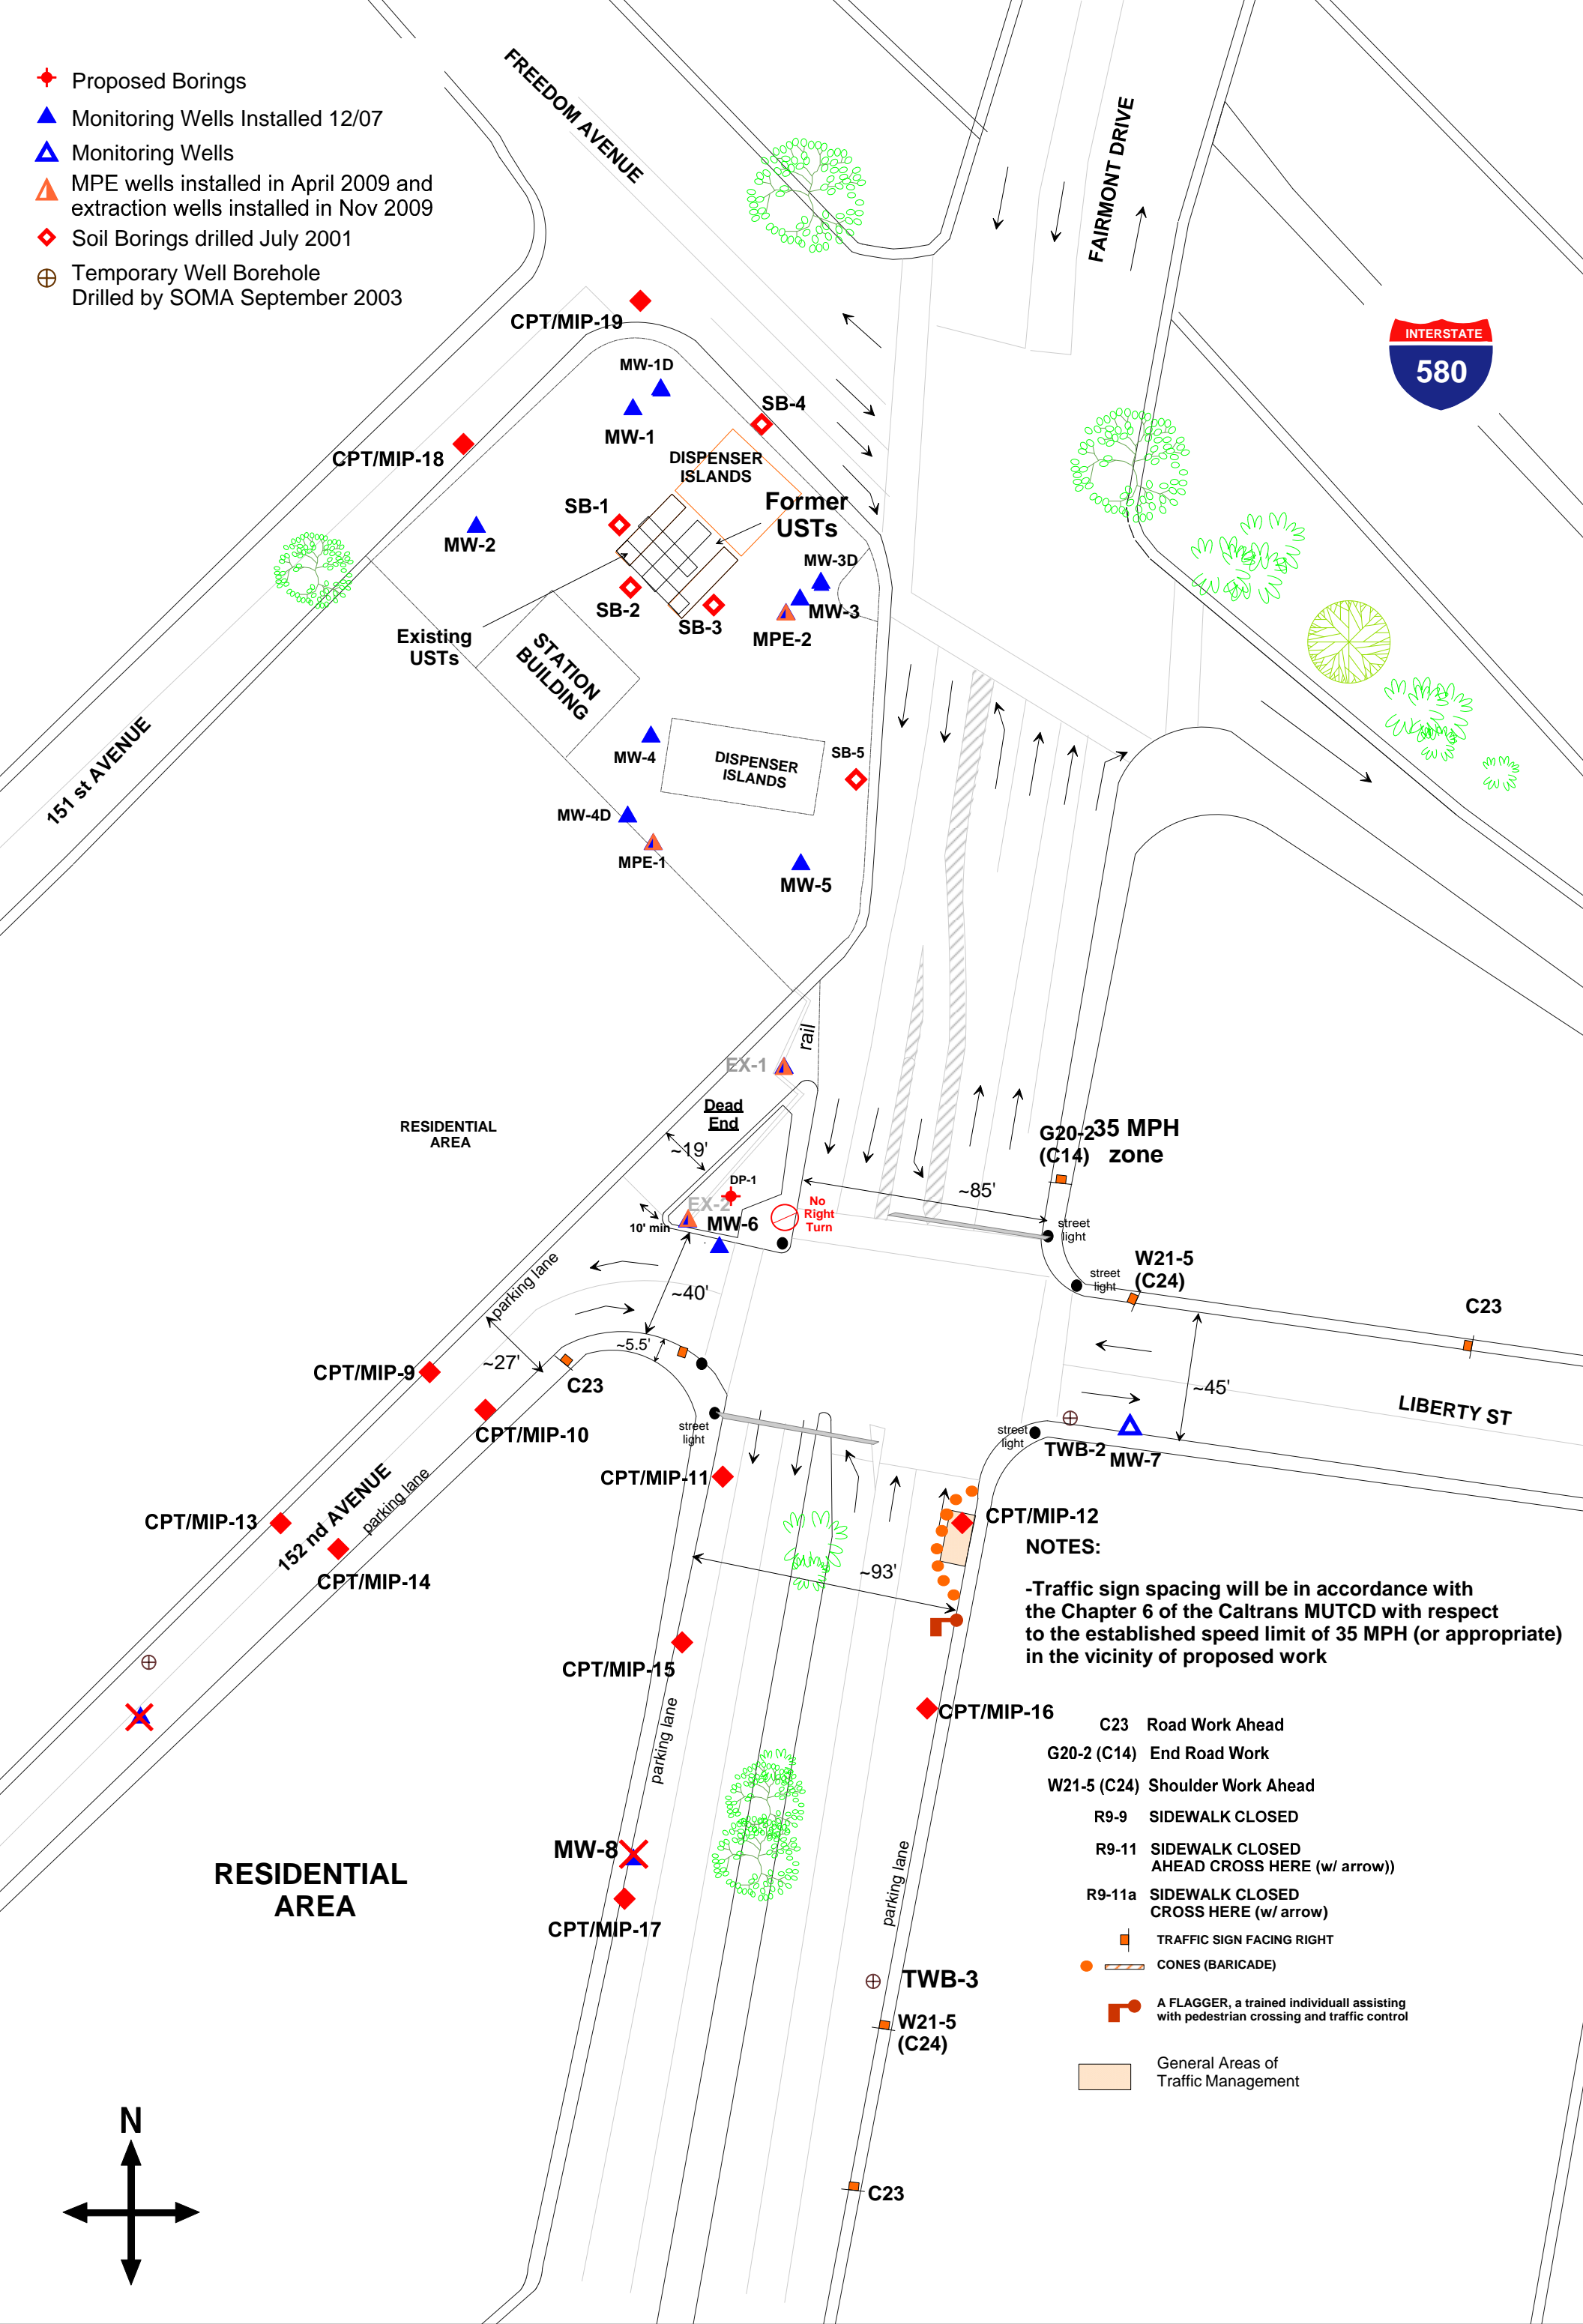 Proposed Borings
Monitoring Wells Installed 12/07
Monitoring Wells
MPE wells installed in April 2009 and
extraction wells installed in Nov 2009
Soil Borings drilled July 2001
Temporary Well Borehole
Drilled by SOMA September 2003
FREEDOM AVENUE
FAIRMONT DRIVE
INTERSTATE
580
CPT/MIP-19
MW-1D
MW-1
SB-4
CPT/MIP-18
DISPENSER
ISLANDS
Former
USTs
SB-1
MW-2
MW-3D
MW-3
SB-2
SB-3
MPE-2
Existing
USTs
STATION
BUILDING
151 st AVENUE
MW-4
DISPENSER
ISLANDS
SB-5
MW-4D
MPE-1
MW-5
rail
EX-1
Dead
End
RESIDENTIAL
AREA
~19'
G20-2
(C14)
35 MPH
zone
DP-1
~85'
EX-2
MW-6
No
Right
Turn
10' min
street
light
street
light
W21-5
(C24)
C23
parking lane
~40'
~5.5'
~27'
CPT/MIP-9
C23
~45'
LIBERTY ST
CPT/MIP-10
street
light
street
light
TWB-2
MW-7
CPT/MIP-11
152 nd AVENUE
parking lane
CPT/MIP-13
CPT/MIP-12
CPT/MIP-14
~93'
NOTES:
-Traffic sign spacing will be in accordance with
the Chapter 6 of the Caltrans MUTCD with respect
to the established speed limit of 35 MPH (or appropriate)
in the vicinity of proposed work
CPT/MIP-15
CPT/MIP-16
parking lane
C23 Road Work Ahead
G20-2 (C14) End Road Work
W21-5 (C24) Shoulder Work Ahead
R9-9 SIDEWALK CLOSED
R9-11 SIDEWALK CLOSED
AHEAD CROSS HERE (w/ arrow))
R9-11a SIDEWALK CLOSED
CROSS HERE (w/ arrow)
TRAFFIC SIGN FACING RIGHT
CONES (BARICADE)
A FLAGGER, a trained individuall assisting
with pedestrian crossing and traffic control
General Areas of
Traffic Management
MW-8
RESIDENTIAL
AREA
CPT/MIP-17
parking lane
TWB-3
W21-5
(C24)
C23
N